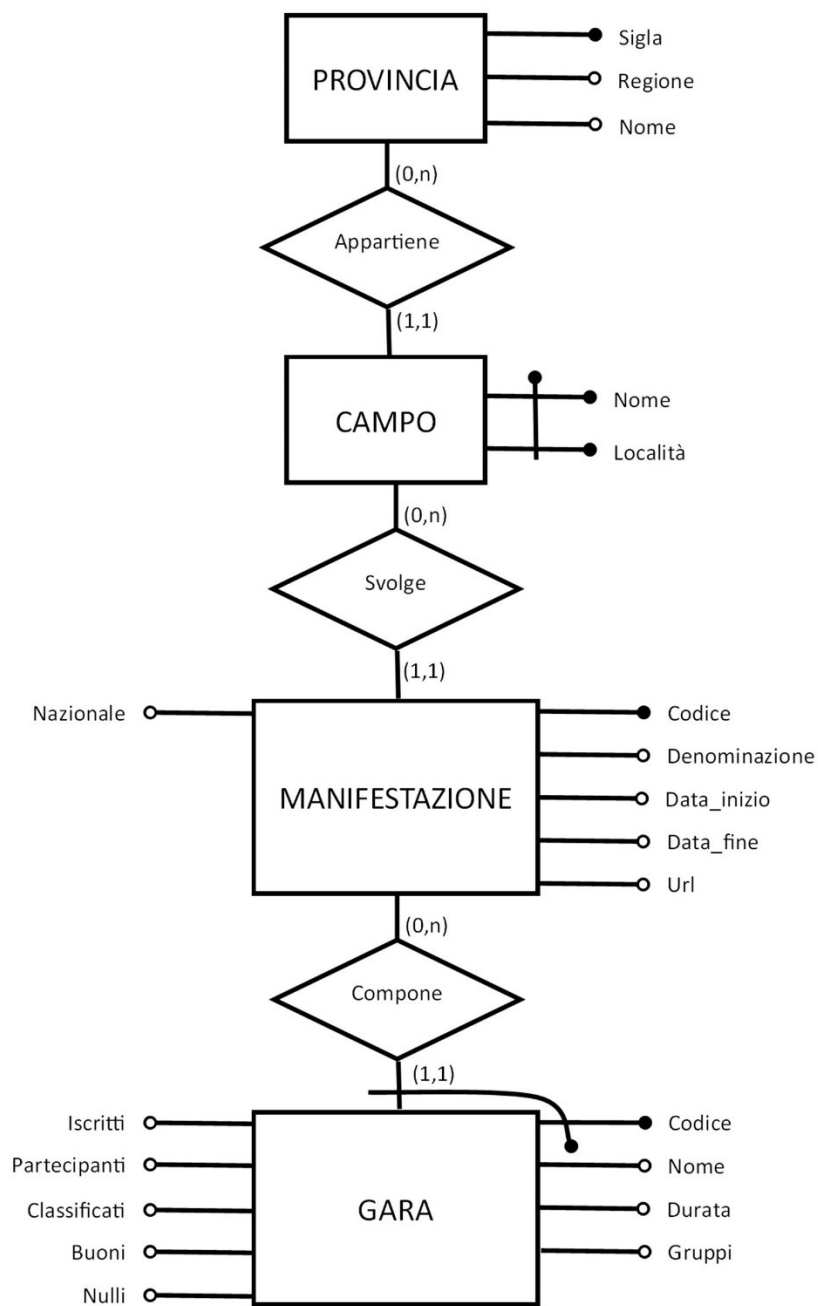 PROVINCIA
Sigla
Regione
Nome
(0,n)
Appartiene
(1,1)
CAMPO
Nome
Località
(0,n)
Svolge
(1,1)
Nazionale
MANIFESTAZIONE
Codice
Denominazione
Data_inizio
Data_fine
Url
(0,n)
Compone
(1,1)
Iscritti
Partecipanti
Classificati
Buoni
Nulli
GARA
Codice
Nome
Durata
Gruppi